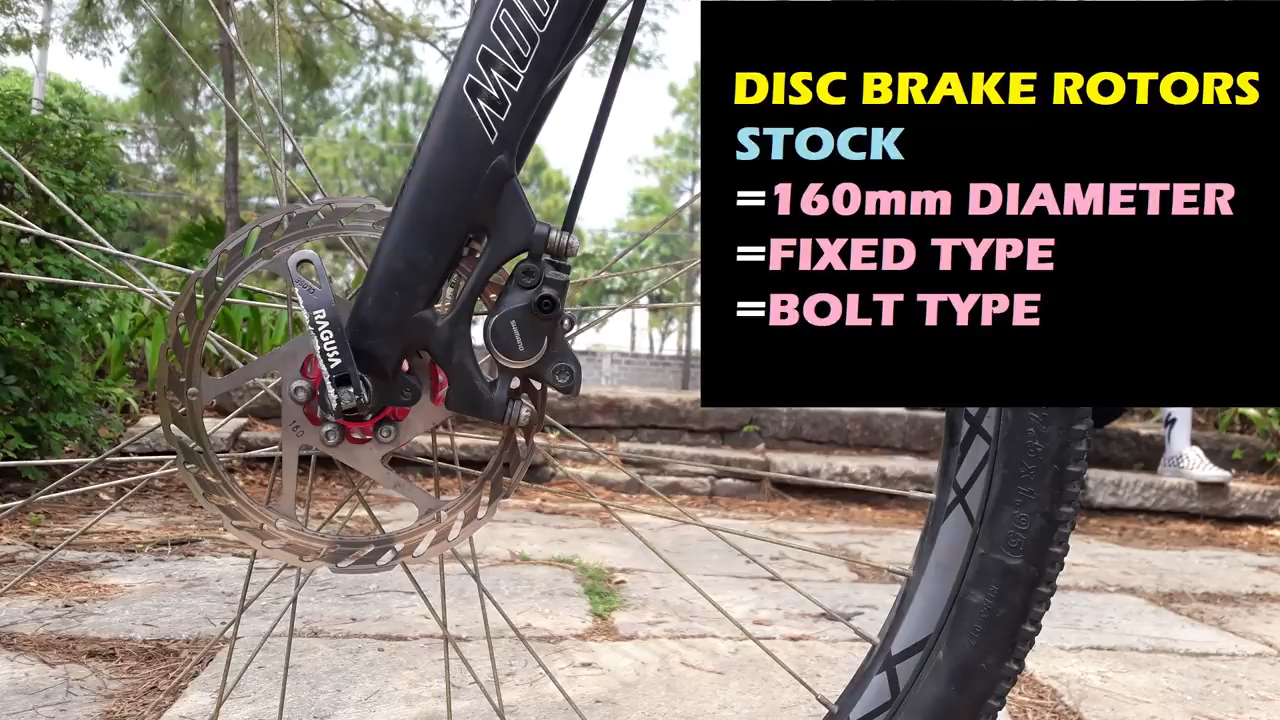 DISC BRAKE ROTORS
STOCK
=160mm DIAMETER
=FIXED TYPE
=BOLT TYPE
RAGUSA
SHIMANO
160